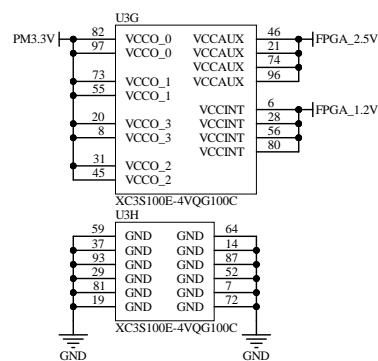 U3G
PM3.3V 82 VCCO_0 VCCAUX 46 FPGA_2.5V
97 VCCO_0 VCCAUX 21
VCCAUX 74
73 VCCO_1 VCCAUX 96
55 VCCO_1
VCCINT 6 FPGA_1.2V
20 VCCO_3 VCCINT 28
8 VCCO_3 VCCINT 56
VCCINT 80
31 VCCO_2
45 VCCO_2
XC3S100E-4VQG100C
U3H
59 GND GND 64
37 GND GND 14
93 GND GND 87
29 GND GND 52
81 GND GND 7
19 GND GND 72
XC3S100E-4VQG100C
GND GND